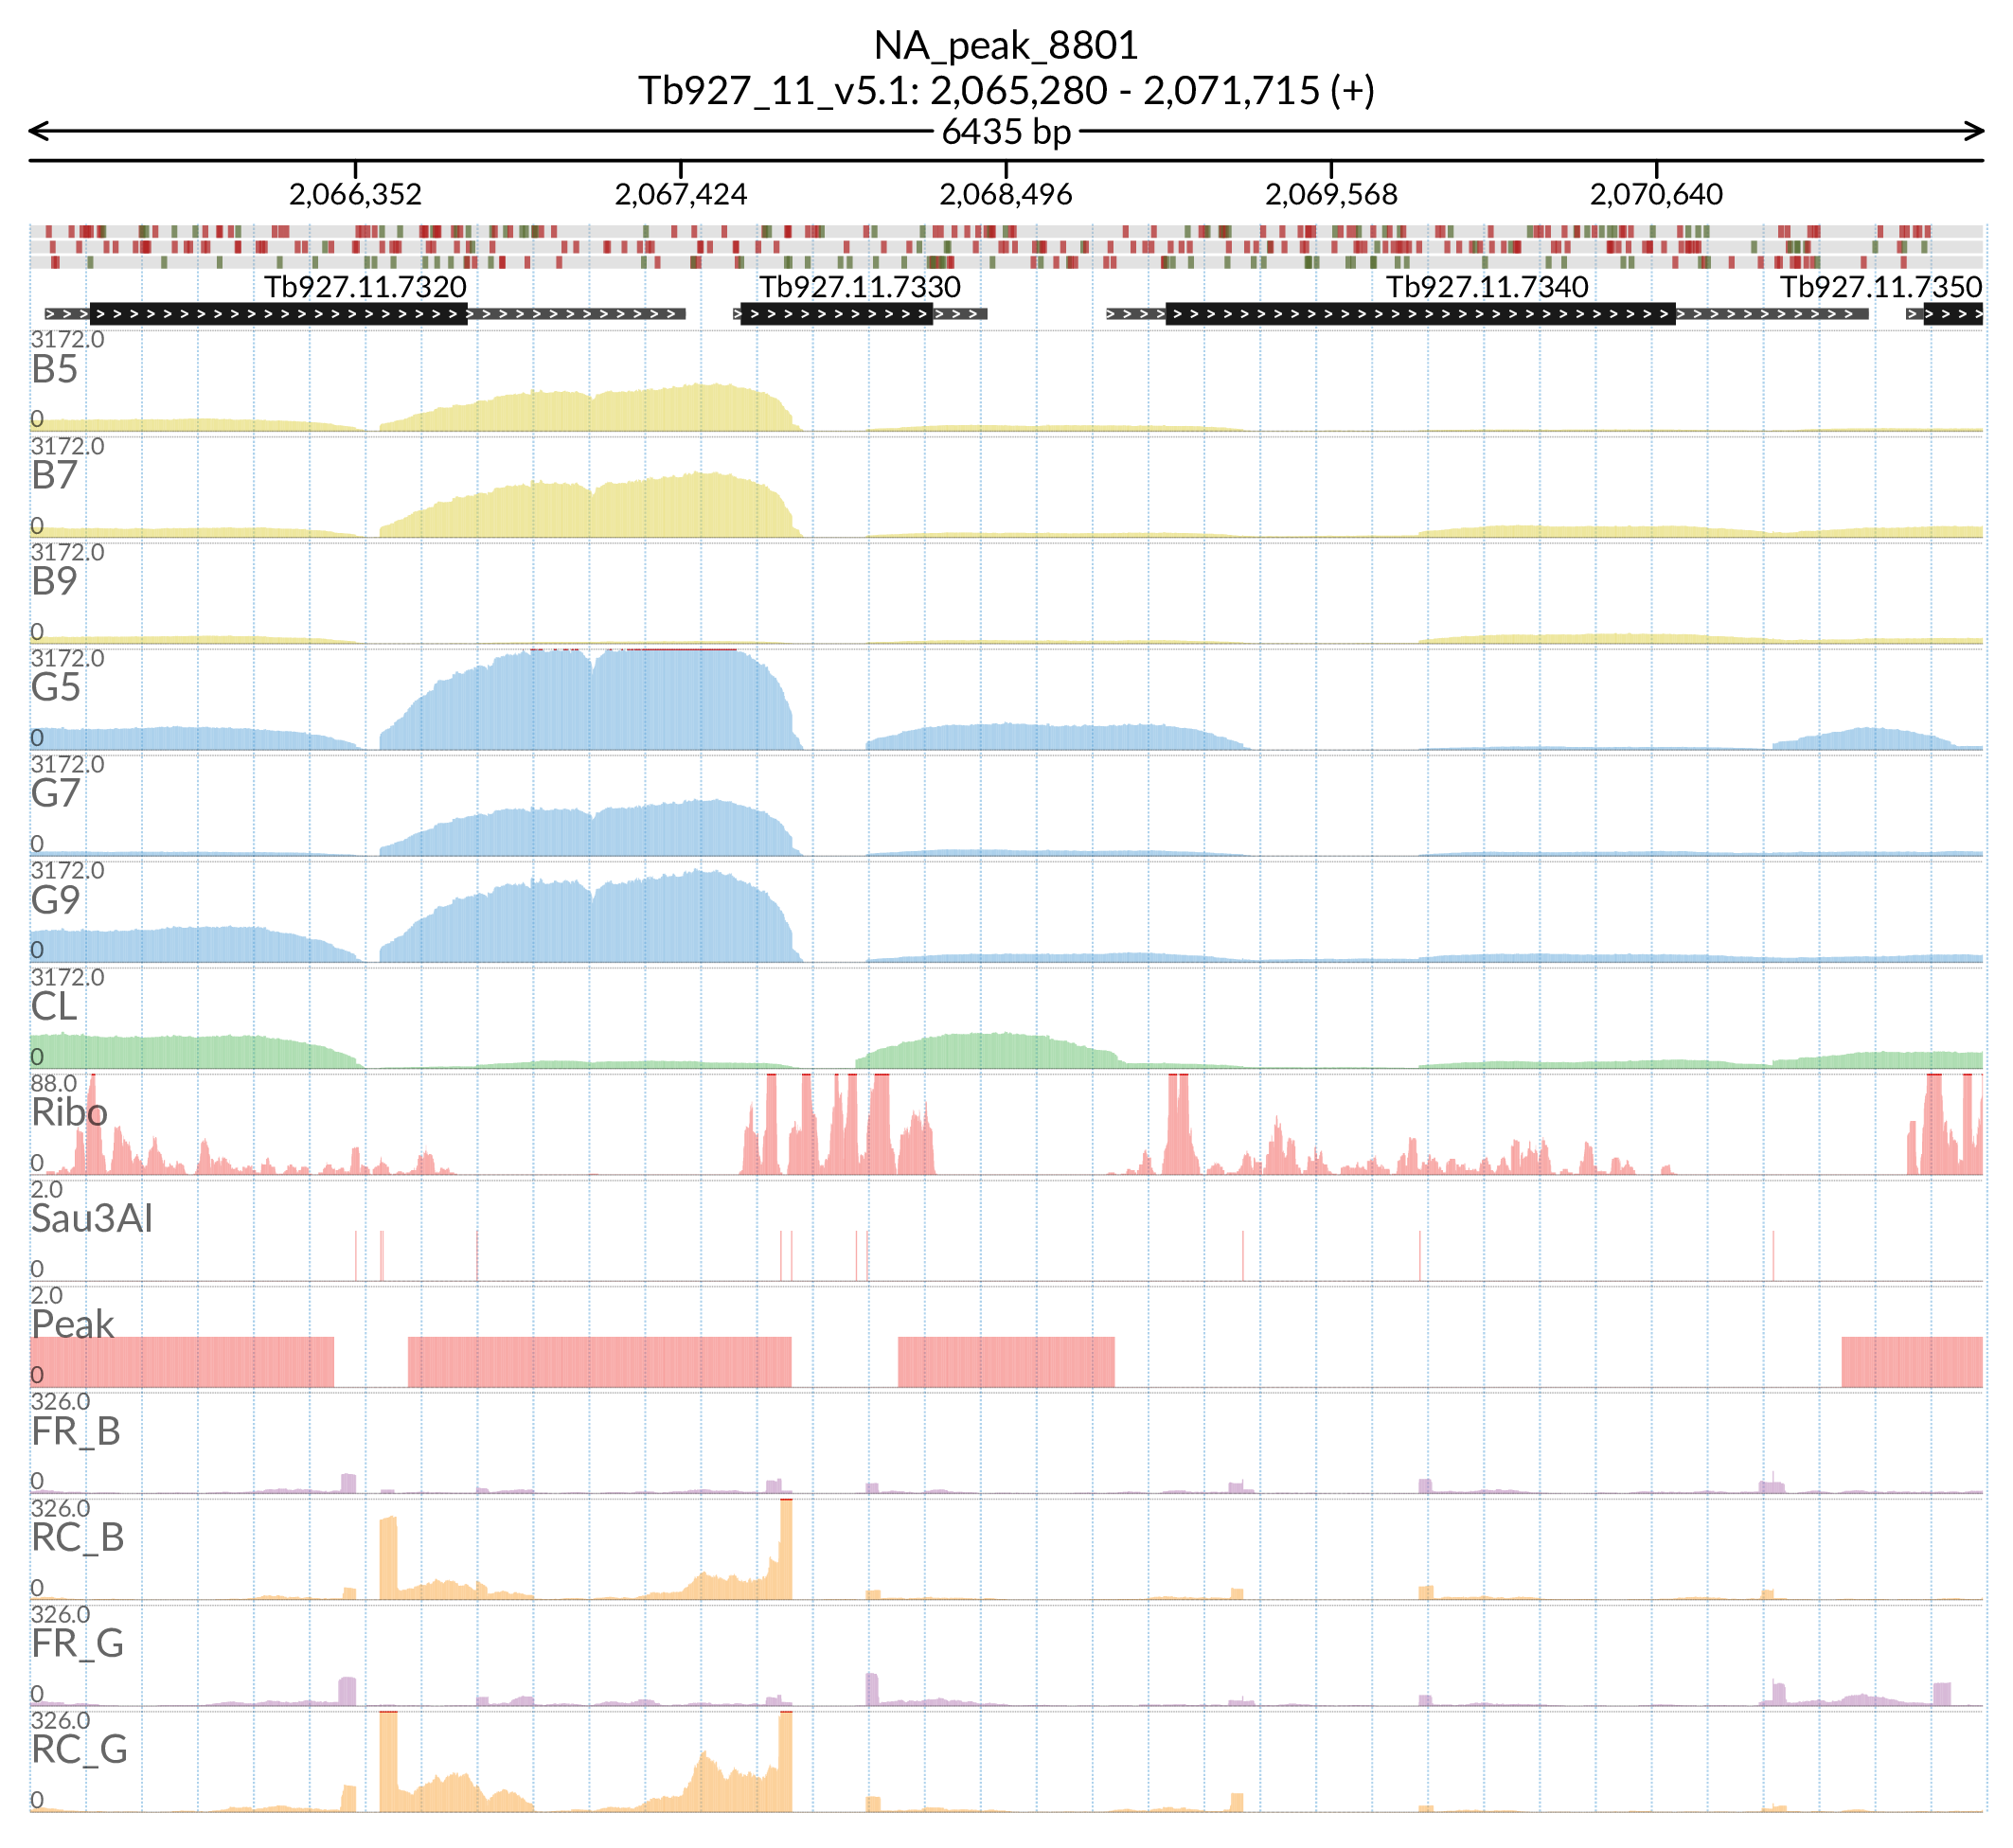 NA_peak_8801
Tb927_11_v5.1: 2,065,280 - 2,071,715 (+)
6435 bp
2,066,352 2,067,424 2,068,496 2,069,568 2,070,640
Tb927.11.7320 Tb927.11.7330 Tb927.11.7340 Tb927.11.7350
3172.0
B5
0
3172.0
B7
0
3172.0
B9
0
3172.0
G5
0
3172.0
G7
0
3172.0
G9
0
3172.0
CL
0
88.0
Ribo
0
2.0
Sau3AI
0
2.0
Peak
0
326.0
FR_B
0
326.0
RC_B
0
326.0
FR_G
0
326.0
RC_G
0